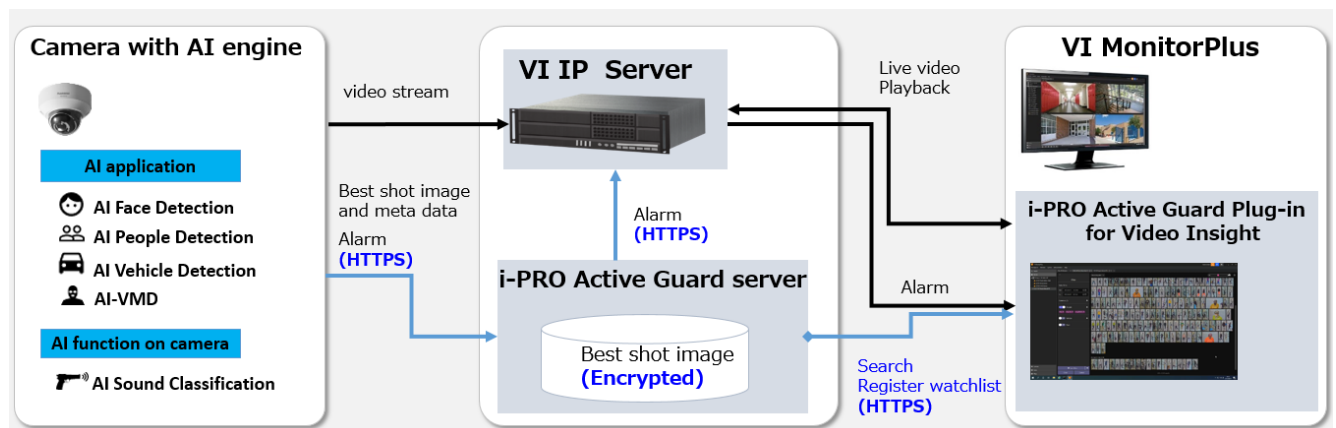 Camera with AI engine
AI application
AI Face Detection
AI People Detection
AI Vehicle Detection
AI-VMD
AI function on camera
AI Sound Classification
video stream
Best shot image
and meta data
Alarm
(HTTPS)
VI IP Server
Alarm
(HTTPS)
i-PRO Active Guard server
Best shot image
(Encrypted)
Live video
Playback
Alarm
Search
Register watchlist
(HTTPS)
VI MonitorPlus
i-PRO Active Guard Plug-in
for Video Insight